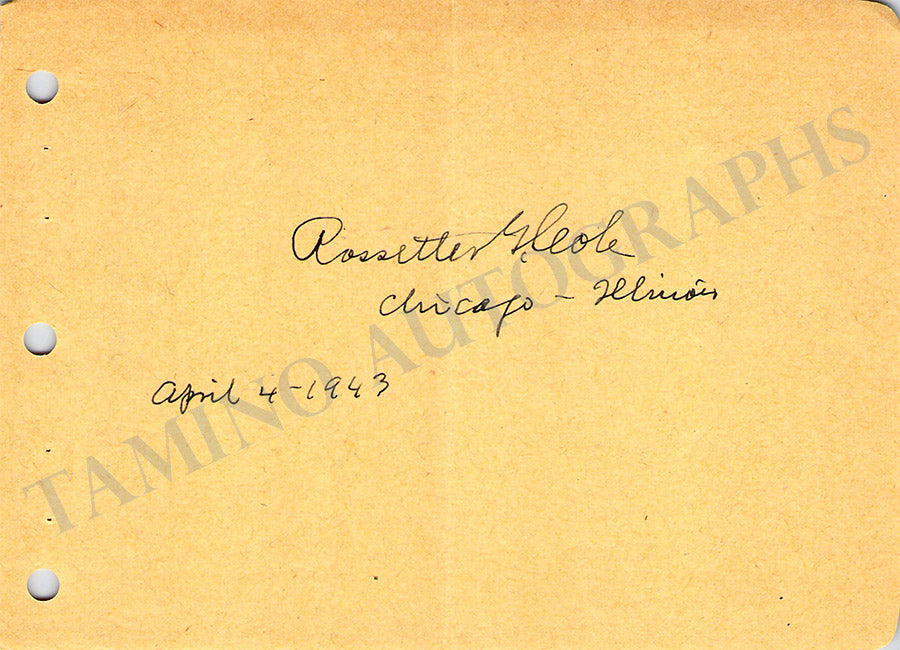 Rossetter G. Cole
Chicago - Illinois
April 4-1943
TAMINO AUTOGRAPHS